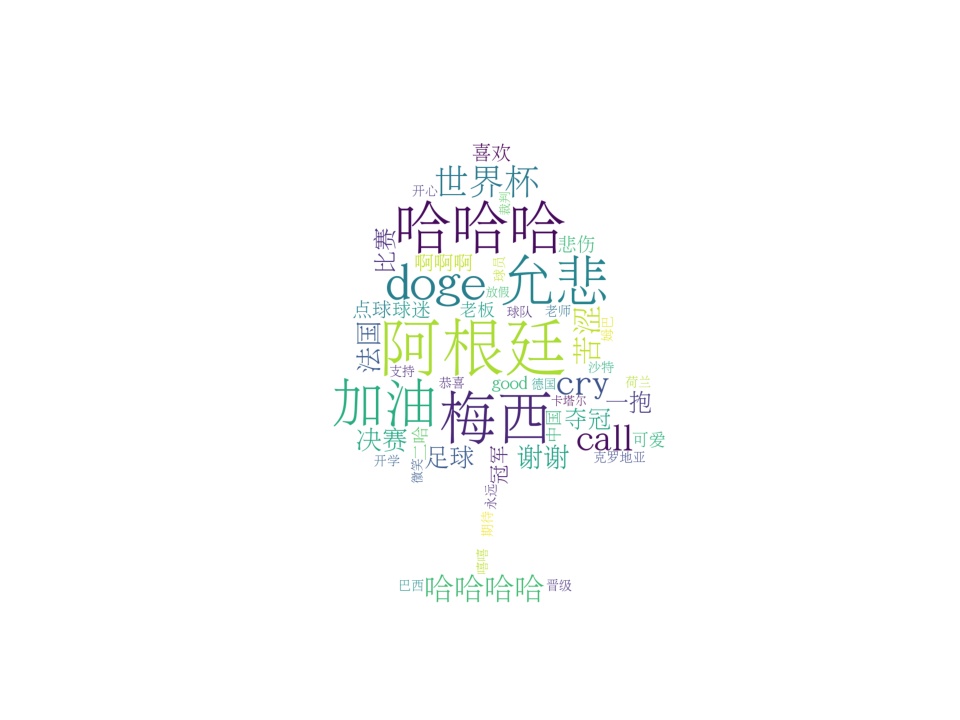 喜欢
世界杯
开心
裁判
哈哈哈
比赛
悲伤
啊啊啊
球员
doge
放假
允悲
点球球迷
老板
球队
老师
苦涩
姆巴
法国
阿根廷
沙特
支持
恭喜
good
德国
cry
荷兰
加油
梅西
卡塔尔
一抱
中国
夺冠
决赛
二哈
call
可爱
开学
微笑
足球
冠军
谢谢
克罗地亚
永远
期待
嘻嘻
巴西
哈哈哈哈
晋级